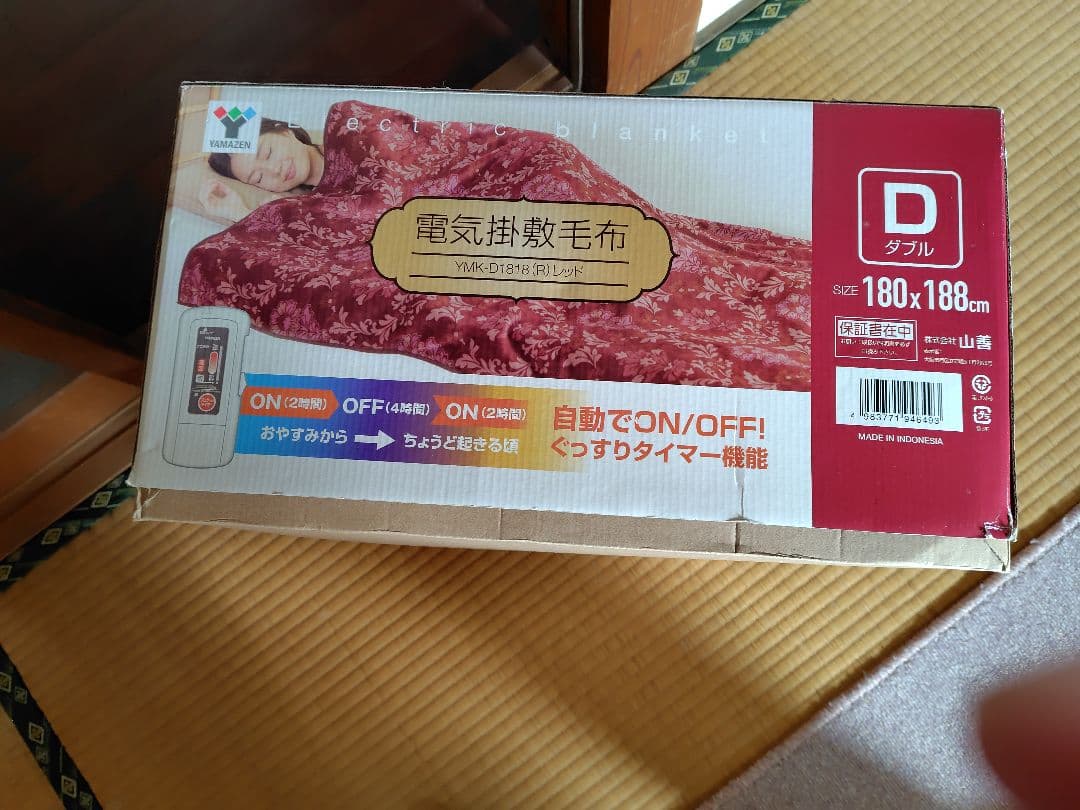 YAMAZEN
Electric blanket
電気掛敷毛布
YMK-D1818(R)レッド
D
ダブル
SIZE 180x188cm
保証書在中
株式会社 山善
4 983771 946493
MADE IN INDONESIA
ON(2時間) OFF(4時間) ON(2時間)
おやすみから ちょうど起きる頃
自動でON/OFF!
ぐっすりタイマー機能